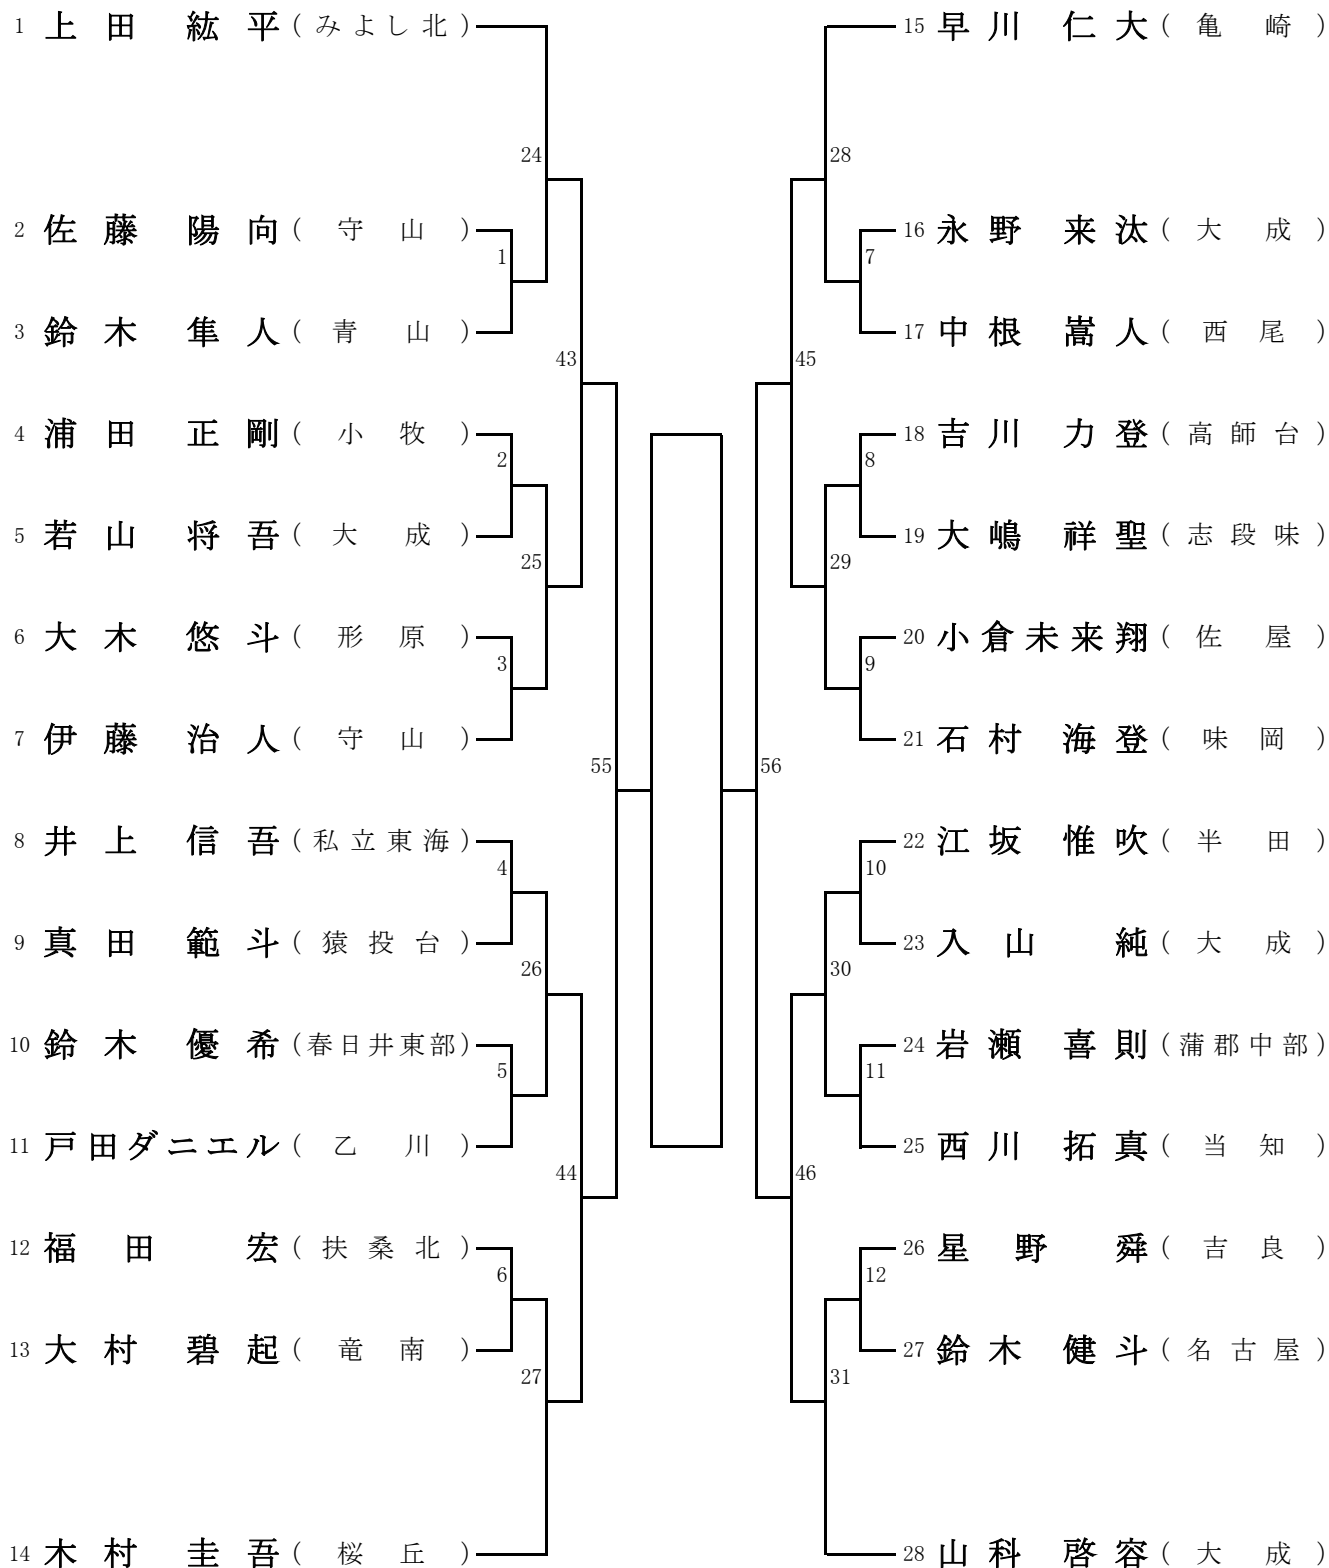 1 上田 紘平 (みよし北)
24
2 佐藤 陽向 (守山)
1
3 鈴木 隼人 (青山)
43
4 浦田 正剛 (小牧)
2
5 若山 将吾 (大成)
25
6 大木 悠斗 (形原)
3
7 伊藤 治人 (守山)
55
8 井上 信吾 (私立東海)
4
9 真田 範斗 (猿投台)
26
10 鈴木 優希 (春日井東部)
5
11 戸田ダニエル (乙川)
44
12 福田 宏 (扶桑北)
6
13 大村 碧起 (竜南)
27
14 木村 圭吾 (桜丘)
15 早川 仁大 (亀崎)
28
16 永野 来汰 (大成)
7
17 中根 嵩人 (西尾)
45
18 吉川 力登 (高師台)
8
19 大嶋 祥聖 (志段味)
29
20 小倉未来翔 (佐屋)
9
21 石村 海登 (味岡)
56
22 江坂 惟吹 (半田)
10
23 入山 純 (大成)
30
24 岩瀬 喜則 (蒲郡中部)
11
25 西川 拓真 (当知)
46
26 星野 舜 (吉良)
12
27 鈴木 健斗 (名古屋)
31
28 山科 啓容 (大成)